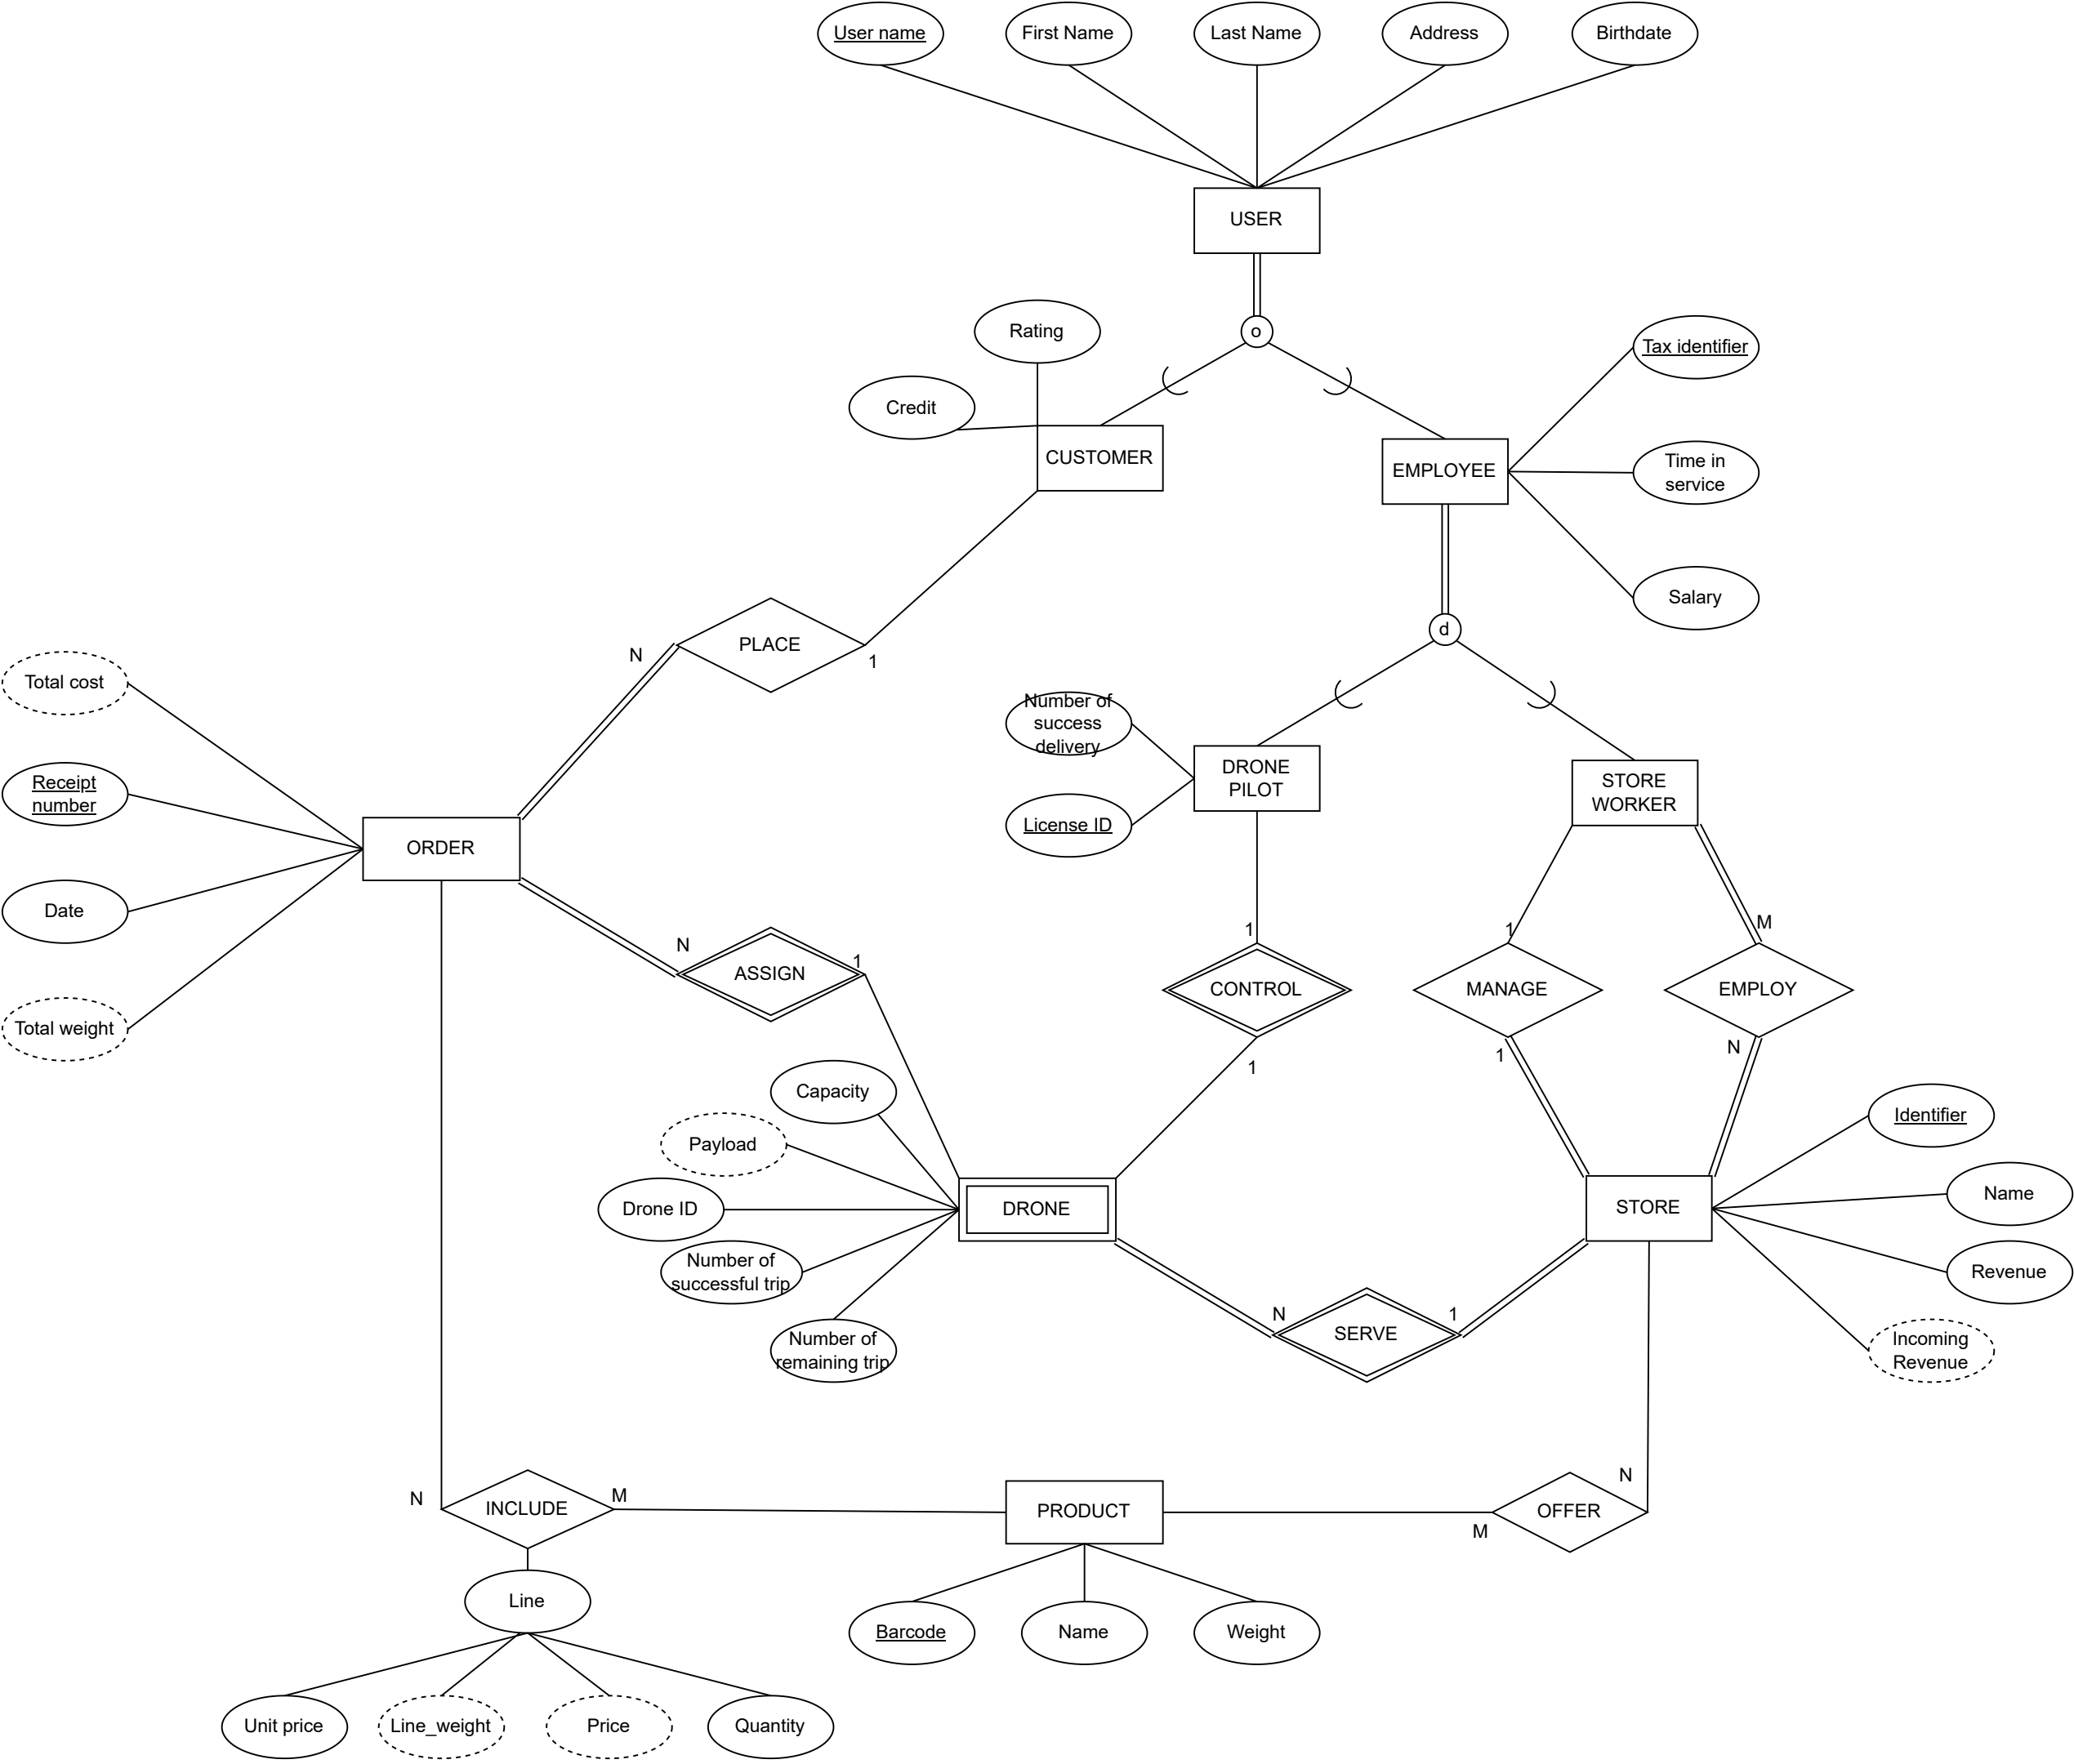 User name
First Name
Last Name
Address
Birthdate
USER
o
Rating
Tax identifier
Credit
CUSTOMER
EMPLOYEE
Time in
service
Salary
d
PLACE
N
1
Total cost
Number of
success
delivery
DRONE
PILOT
STORE
WORKER
Receipt
number
License ID
ORDER
Date
N
ASSIGN
1
1
CONTROL
1
1
MANAGE
1
M
EMPLOY
N
Total weight
Capacity
Payload
Drone ID
Number of
successful trip
Number of
remaining trip
DRONE
STORE
Identifier
Name
Revenue
Incoming
Revenue
N
SERVE
1
N
INCLUDE
M
PRODUCT
M
OFFER
N
Line
Barcode
Name
Weight
Unit price
Line_weight
Price
Quantity